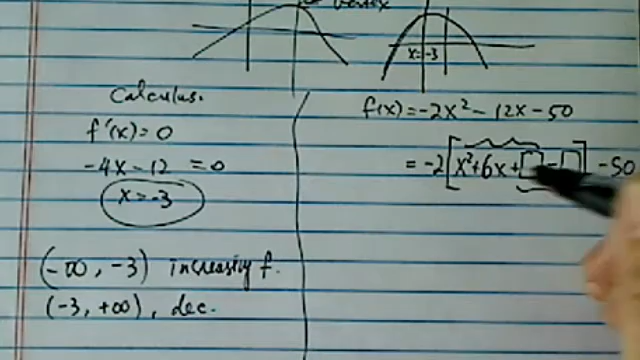 vertex
x=-3
Calculus.
f'(x)=0
-4x-12 =0
x=-3
(-∞, -3) increasing f.
(-3, +∞), dec.
f(x)=-2x²-12x-50
= -2[x²+6x+□-□]-50